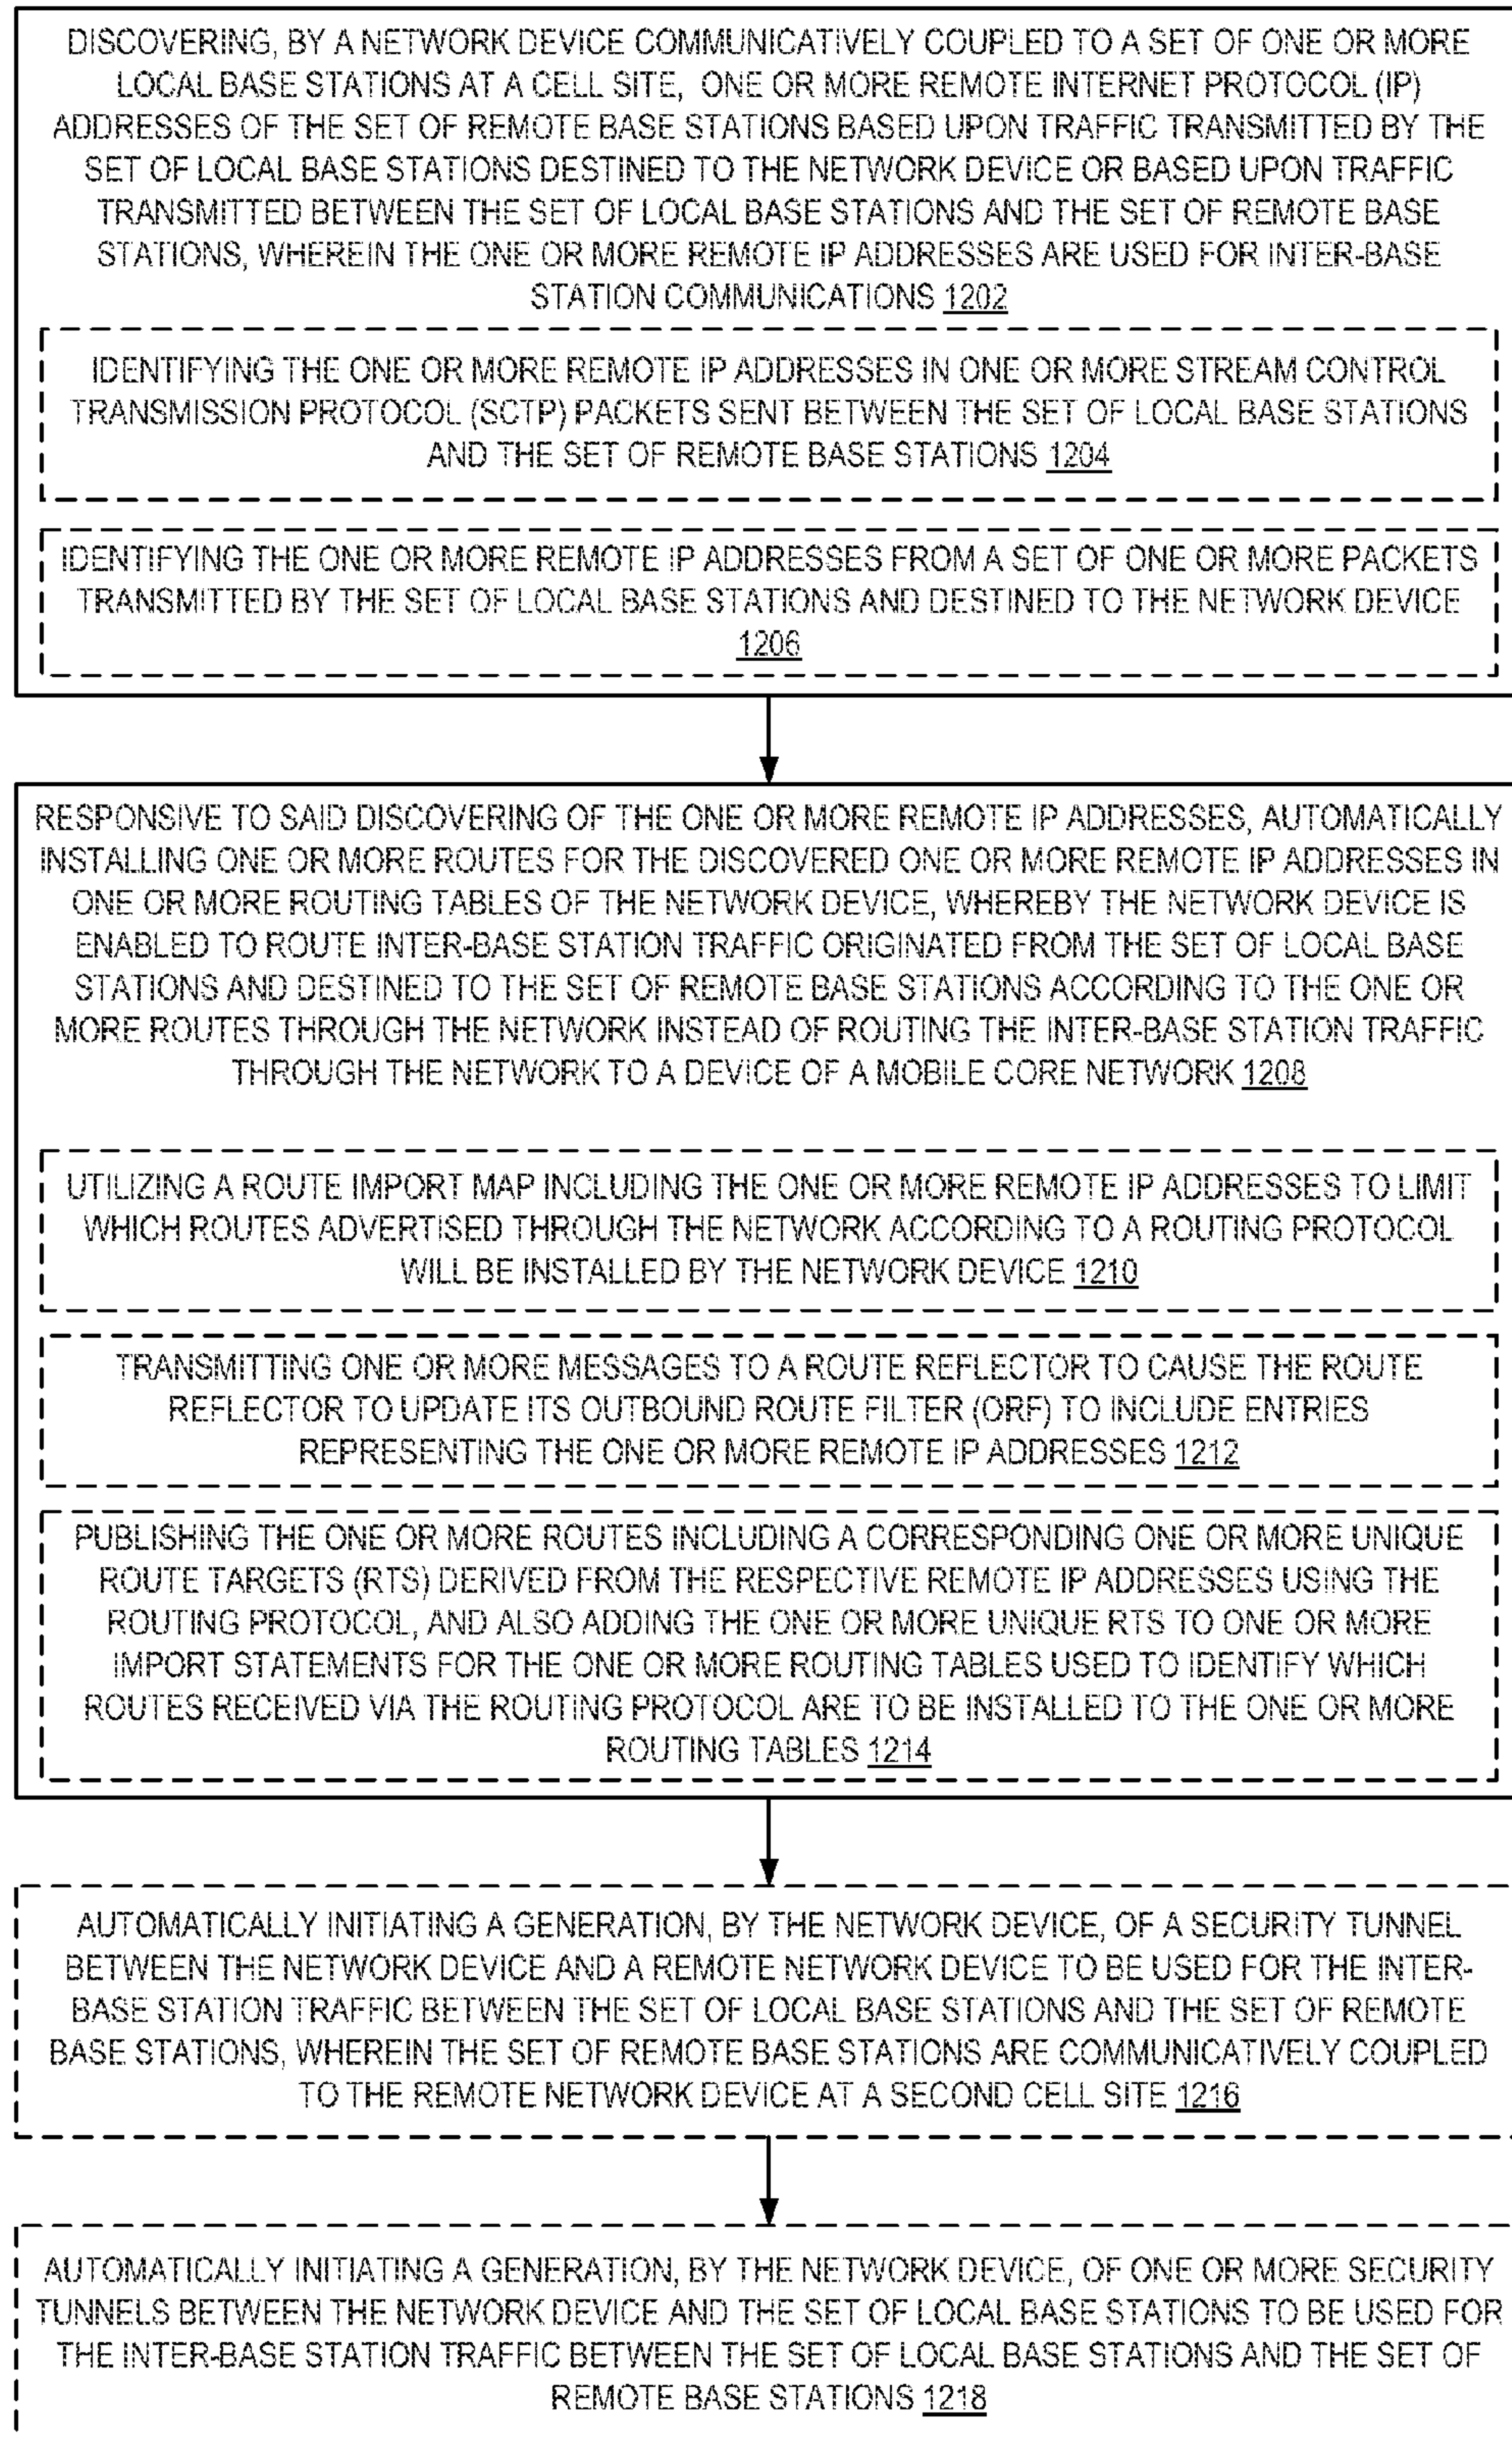 DISCOVERING, BY A NETWORK DEVICE COMMUNICATIVELY COUPLED TO A SET OF ONE OR MORE
LOCAL BASE STATIONS AT A CELL SITE, ONE OR MORE REMOTE INTERNET PROTOCOL (IP)
ADDRESSES OF THE SET OF REMOTE BASE STATIONS BASED UPON TRAFFIC TRANSMITTED BY THE
SET OF LOCAL BASE STATIONS DESTINED TO THE NETWORK DEVICE OR BASED UPON TRAFFIC
TRANSMITTED BETWEEN THE SET OF LOCAL BASE STATIONS AND THE SET OF REMOTE BASE
STATIONS, WHEREIN THE ONE OR MORE REMOTE IP ADDRESSES ARE USED FOR INTER-BASE
STATION COMMUNICATIONS 1202
IDENTIFYING THE ONE OR MORE REMOTE IP ADDRESSES IN ONE OR MORE STREAM CONTROL
TRANSMISSION PROTOCOL (SCTP) PACKETS SENT BETWEEN THE SET OF LOCAL BASE STATIONS
AND THE SET OF REMOTE BASE STATIONS 1204
IDENTIFYING THE ONE OR MORE REMOTE IP ADDRESSES FROM A SET OF ONE OR MORE PACKETS
TRANSMITTED BY THE SET OF LOCAL BASE STATIONS AND DESTINED TO THE NETWORK DEVICE
1206
RESPONSIVE TO SAID DISCOVERING OF THE ONE OR MORE REMOTE IP ADDRESSES, AUTOMATICALLY
INSTALLING ONE OR MORE ROUTES FOR THE DISCOVERED ONE OR MORE REMOTE IP ADDRESSES IN
ONE OR MORE ROUTING TABLES OF THE NETWORK DEVICE, WHEREBY THE NETWORK DEVICE IS
ENABLED TO ROUTE INTER-BASE STATION TRAFFIC ORIGINATED FROM THE SET OF LOCAL BASE
STATIONS AND DESTINED TO THE SET OF REMOTE BASE STATIONS ACCORDING TO THE ONE OR
MORE ROUTES THROUGH THE NETWORK INSTEAD OF ROUTING THE INTER-BASE STATION TRAFFIC
THROUGH THE NETWORK TO A DEVICE OF A MOBILE CORE NETWORK 1208
UTILIZING A ROUTE IMPORT MAP INCLUDING THE ONE OR MORE REMOTE IP ADDRESSES TO LIMIT
WHICH ROUTES ADVERTISED THROUGH THE NETWORK ACCORDING TO A ROUTING PROTOCOL
WILL BE INSTALLED BY THE NETWORK DEVICE 1210
TRANSMITTING ONE OR MORE MESSAGES TO A ROUTE REFLECTOR TO CAUSE THE ROUTE
REFLECTOR TO UPDATE ITS OUTBOUND ROUTE FILTER (ORF) TO INCLUDE ENTRIES
REPRESENTING THE ONE OR MORE REMOTE IP ADDRESSES 1212
PUBLISHING THE ONE OR MORE ROUTES INCLUDING A CORRESPONDING ONE OR MORE UNIQUE
ROUTE TARGETS (RTS) DERIVED FROM THE RESPECTIVE REMOTE IP ADDRESSES USING THE
ROUTING PROTOCOL, AND ALSO ADDING THE ONE OR MORE UNIQUE RTS TO ONE OR MORE
IMPORT STATEMENTS FOR THE ONE OR MORE ROUTING TABLES USED TO IDENTIFY WHICH
ROUTES RECEIVED VIA THE ROUTING PROTOCOL ARE TO BE INSTALLED TO THE ONE OR MORE
ROUTING TABLES 1214
AUTOMATICALLY INITIATING A GENERATION, BY THE NETWORK DEVICE, OF A SECURITY TUNNEL
BETWEEN THE NETWORK DEVICE AND A REMOTE NETWORK DEVICE TO BE USED FOR THE INTER-
BASE STATION TRAFFIC BETWEEN THE SET OF LOCAL BASE STATIONS AND THE SET OF REMOTE
BASE STATIONS, WHEREIN THE SET OF REMOTE BASE STATIONS ARE COMMUNICATIVELY COUPLED
TO THE REMOTE NETWORK DEVICE AT A SECOND CELL SITE 1216
AUTOMATICALLY INITIATING A GENERATION, BY THE NETWORK DEVICE, OF ONE OR MORE SECURITY
TUNNELS BETWEEN THE NETWORK DEVICE AND THE SET OF LOCAL BASE STATIONS TO BE USED FOR
THE INTER-BASE STATION TRAFFIC BETWEEN THE SET OF LOCAL BASE STATIONS AND THE SET OF
REMOTE BASE STATIONS 1218